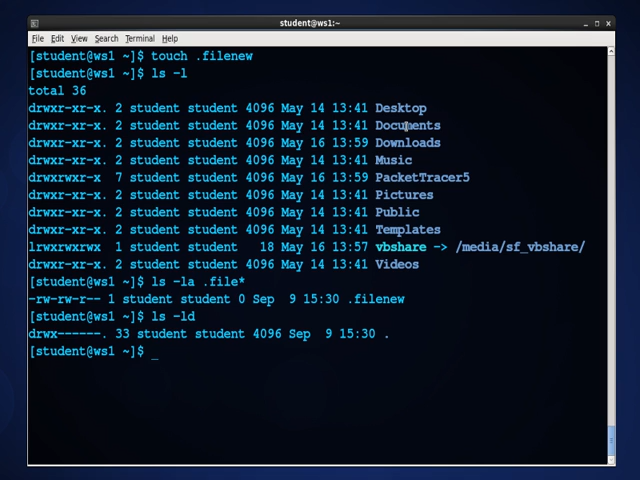 student@ws1:~
File Edit View Search Terminal Help
[student@ws1 ~]$ touch .filenew
[student@ws1 ~]$ ls -l
total 36
drwxr-xr-x. 2 student student 4096 May 14 13:41 Desktop
drwxr-xr-x. 2 student student 4096 May 14 13:41 Documents
drwxr-xr-x. 2 student student 4096 May 16 13:59 Downloads
drwxr-xr-x. 2 student student 4096 May 14 13:41 Music
drwxrwxr-x 7 student student 4096 May 16 13:59 PacketTracer5
drwxr-xr-x. 2 student student 4096 May 14 13:41 Pictures
drwxr-xr-x. 2 student student 4096 May 14 13:41 Public
drwxr-xr-x. 2 student student 4096 May 14 13:41 Templates
lrwxrwxrwx 1 student student 18 May 16 13:57 vbshare -> /media/sf_vbshare/
drwxr-xr-x. 2 student student 4096 May 14 13:41 Videos
[student@ws1 ~]$ ls -la .file*
-rw-rw-r-- 1 student student 0 Sep 9 15:30 .filenew
[student@ws1 ~]$ ls -ld
drwx------. 33 student student 4096 Sep 9 15:30 .
[student@ws1 ~]$ _